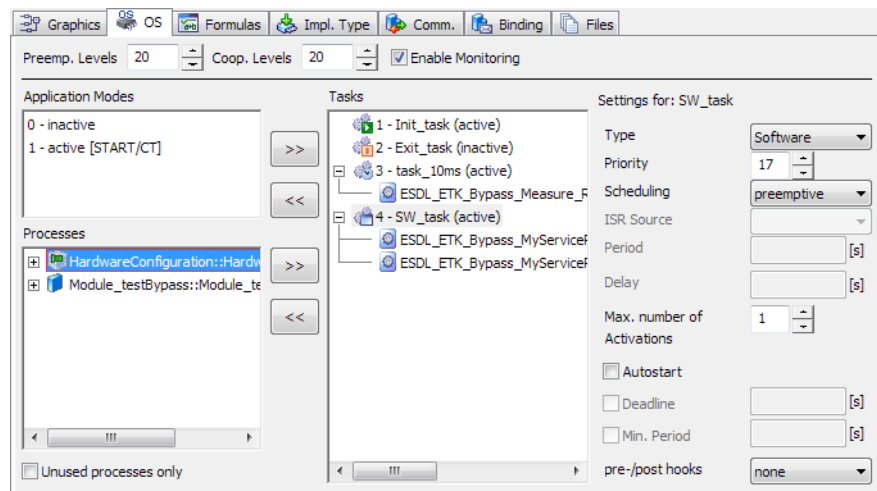 Graphics OS Formulas Impl. Type Comm. Binding Files
Preemp. Levels 20 Coop. Levels 20 Enable Monitoring
Application Modes
0 - inactive
1 - active [START/CT]
>>
<<
Processes
HardwareConfiguration::Hardw
Module_testBypass::Module_te
>>
<<
Unused processes only
Tasks
1 - Init_task (active)
2 - Exit_task (inactive)
3 - task_10ms (active)
ESDL_ETK_Bypass_Measure_R
4 - SW_task (active)
ESDL_ETK_Bypass_MyServiceP
ESDL_ETK_Bypass_MyServiceP
Settings for: SW_task
Type Software
Priority 17
Scheduling preemptive
ISR Source
Period [s]
Delay [s]
Max. number of 1
Activations
Autostart
Deadline [s]
Min. Period [s]
pre-/post hooks none